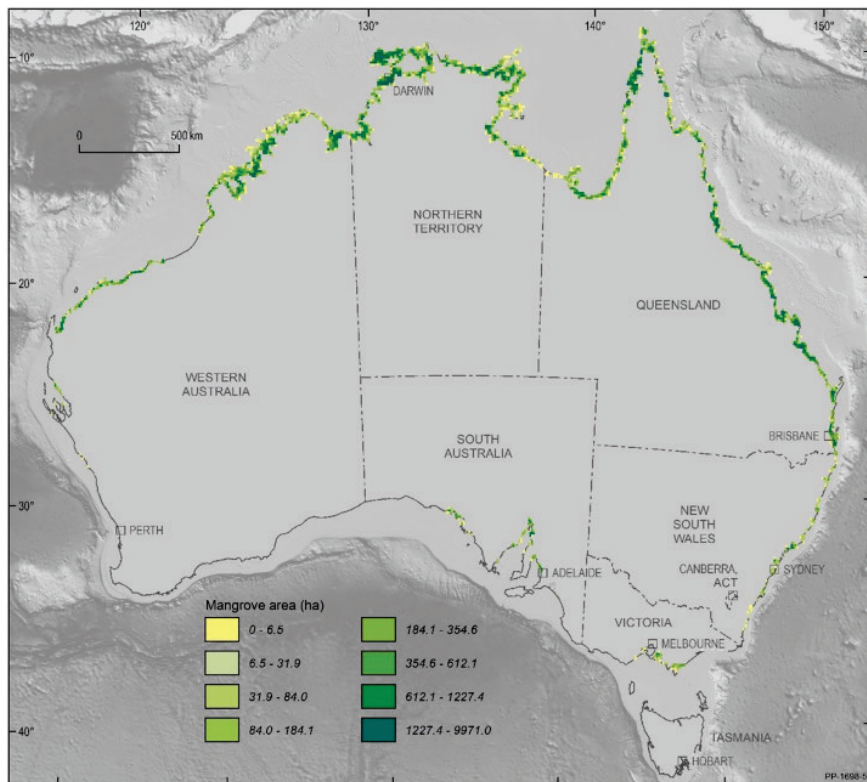 120°
130°
140°
150°
10°
DARWIN
0
500 km
NORTHERN
TERRITORY
20°
QUEENSLAND
WESTERN
AUSTRALIA
SOUTH
AUSTRALIA
BRISBANE
30°
PERTH
NEW
SOUTH
WALES
ADELAIDE
CANBERRA,
ACT
SYDNEY
Mangrove area (ha)
0 - 6.5
6.5 - 31.9
31.9 - 84.0
84.0 - 184.1
184.1 - 354.6
354.6 - 612.1
612.1 - 1227.4
1227.4 - 9971.0
VICTORIA
MELBOURNE
40°
TASMANIA
HOBART